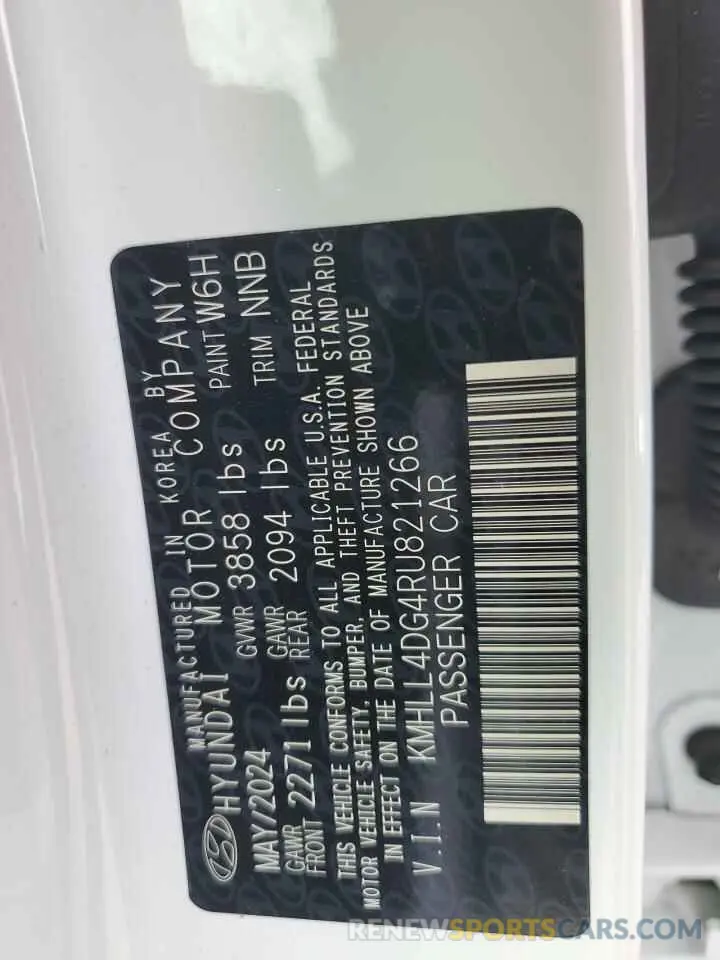 MANUFACTURED IN KOREA BY
HYUNDAI MOTOR COMPANY
MAY/2024 GVWR 3858 lbs PAINT W6H
GAWR FRONT 2271 lbs GAWR REAR 2094 lbs TRIM NNB
THIS VEHICLE CONFORMS TO ALL APPLICABLE U.S.A. FEDERAL
MOTOR VEHICLE SAFETY, BUMPER, AND THEFT PREVENTION STANDARDS
IN EFFECT ON THE DATE OF MANUFACTURE SHOWN ABOVE
V.I.N KMHLL4DG4RU821266
PASSENGER CAR
RENEWSPORTSCARS.COM